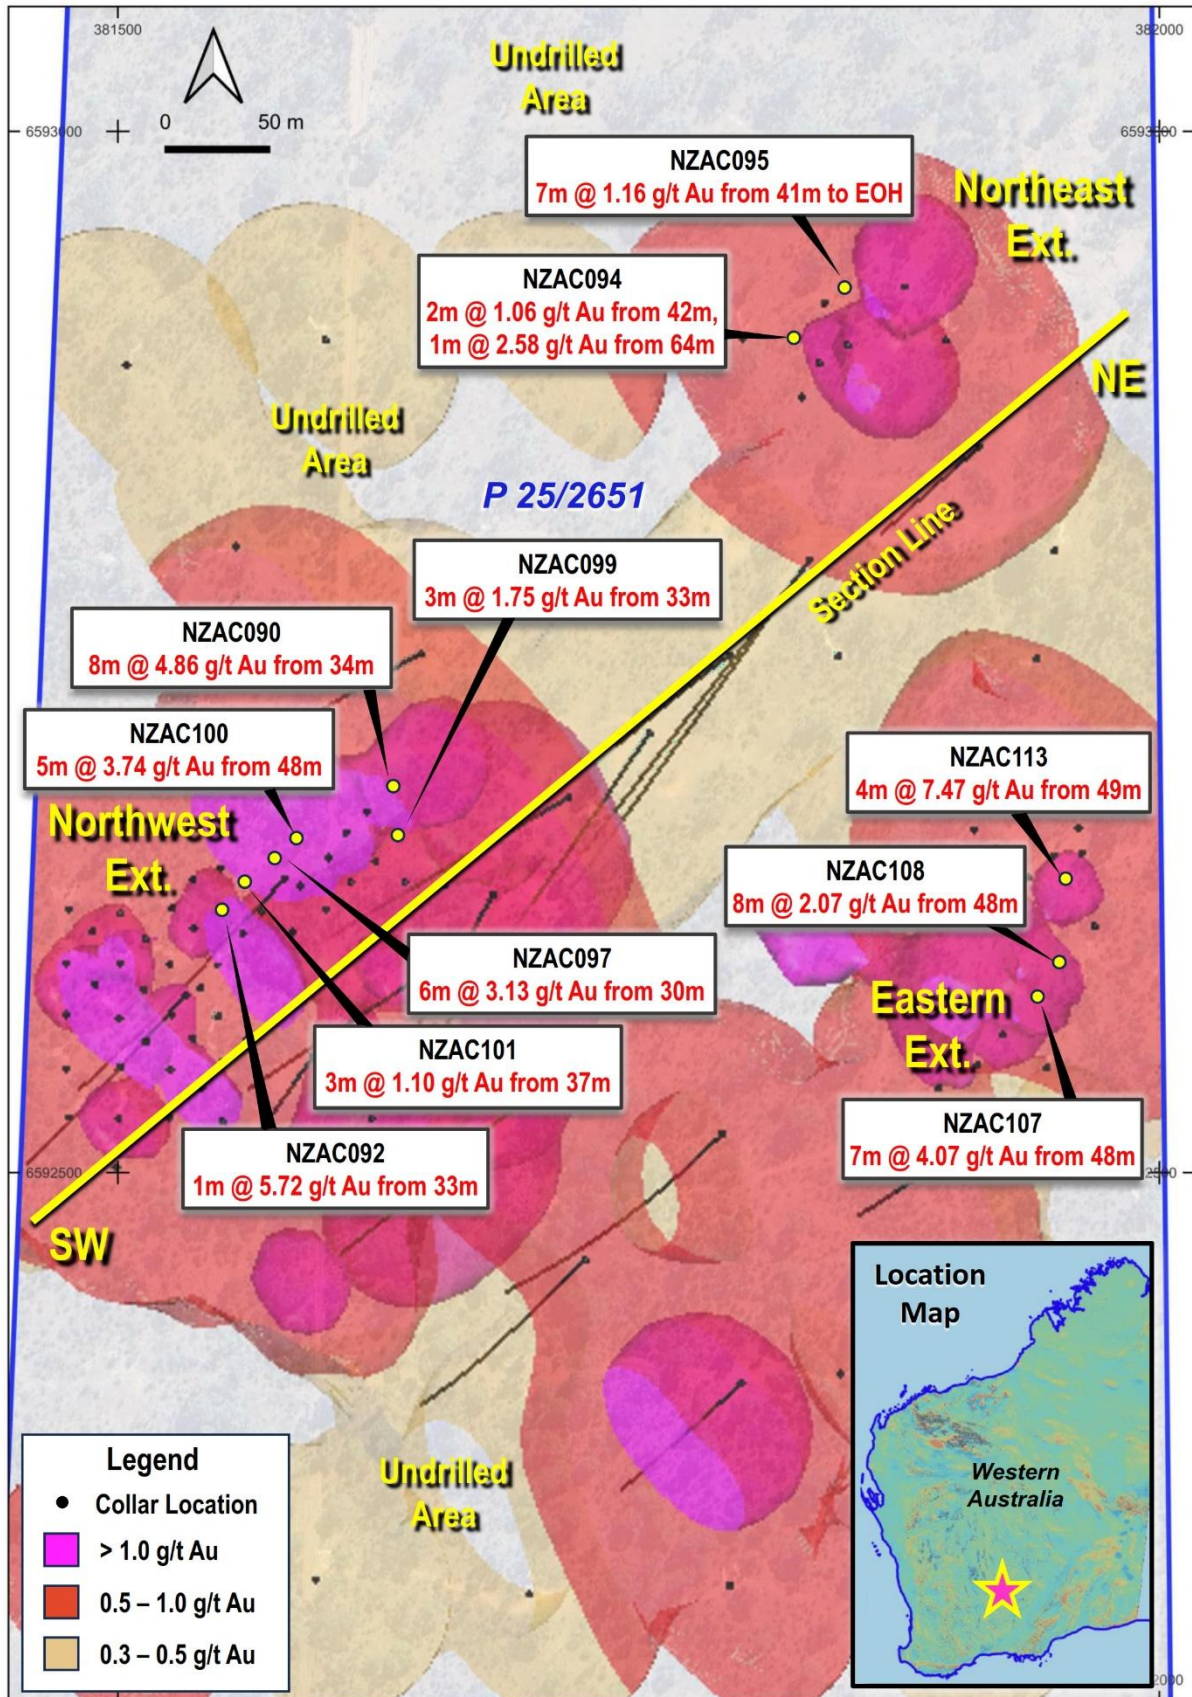 381500
382000
Undrilled
Area
0 50 m
6593000
NZAC095
7m @ 1.16 g/t Au from 41m to EOH
Northeast
Ext.
NZAC094
2m @ 1.06 g/t Au from 42m,
1m @ 2.58 g/t Au from 64m
NE
Undrilled
Area
P 25/2651
Section Line
NZAC099
3m @ 1.75 g/t Au from 33m
NZAC090
8m @ 4.86 g/t Au from 34m
NZAC100
5m @ 3.74 g/t Au from 48m
NZAC113
4m @ 7.47 g/t Au from 49m
Northwest
Ext.
NZAC108
8m @ 2.07 g/t Au from 48m
NZAC097
6m @ 3.13 g/t Au from 30m
Eastern
Ext.
NZAC101
3m @ 1.10 g/t Au from 37m
NZAC107
7m @ 4.07 g/t Au from 48m
NZAC092
1m @ 5.72 g/t Au from 33m
6592500
SW
Location
Map
Western
Australia
Undrilled
Area
Legend
Collar Location
> 1.0 g/t Au
0.5 – 1.0 g/t Au
0.3 – 0.5 g/t Au